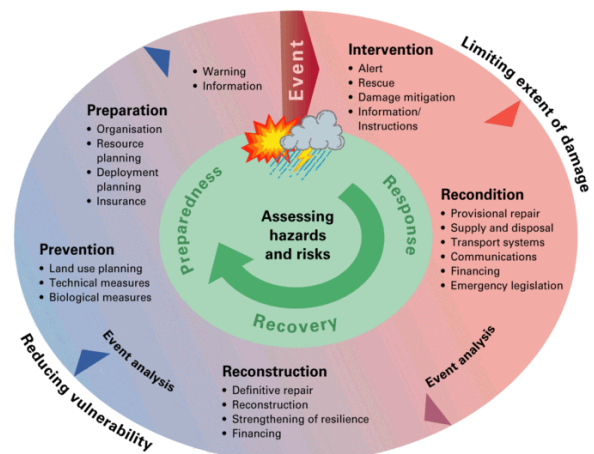 Event
Intervention
• Alert
• Rescue
• Damage mitigation
• Information/
Instructions
Limiting extent of damage
Recondition
• Provisional repair
• Supply and disposal
• Transport systems
• Communications
• Financing
• Emergency legislation
Event analysis
Reconstruction
• Definitive repair
• Reconstruction
• Strengthening of resilience
• Financing
Event analysis
Reducing vulnerability
Prevention
• Land use planning
• Technical measures
• Biological measures
Preparation
• Organisation
• Resource
planning
• Deployment
planning
• Insurance
• Warning
• Information
Preparedness
Response
Recovery
Assessing
hazards
and risks